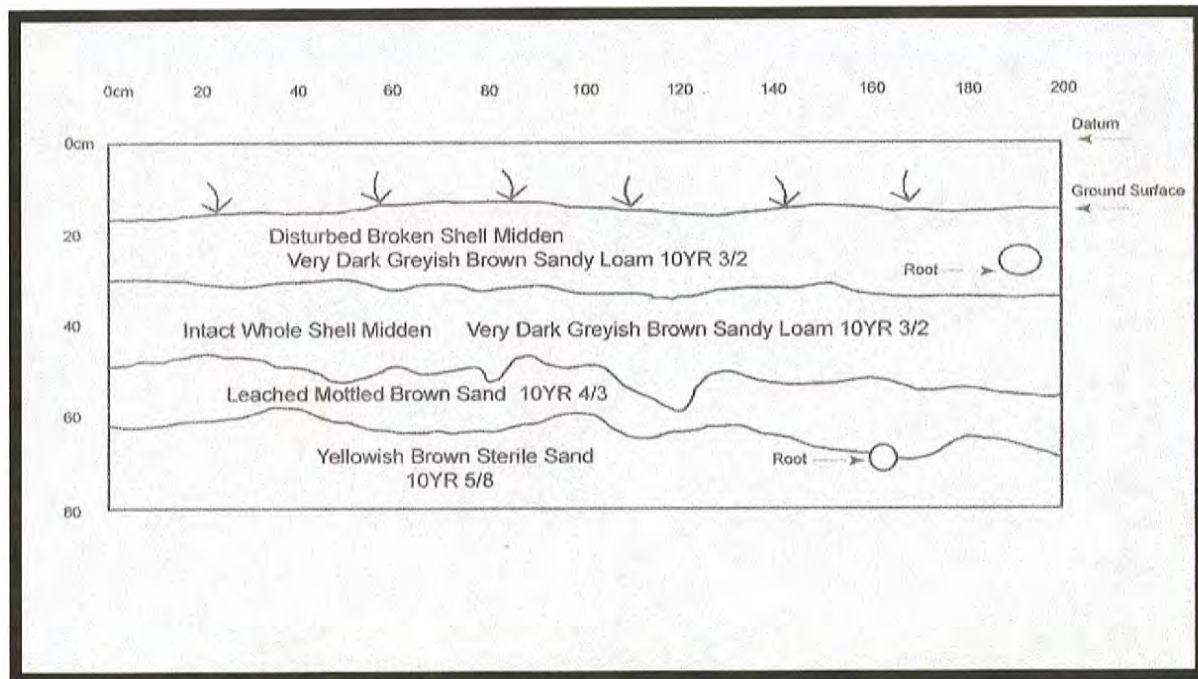 0cm 20 40 60 80 100 120 140 160 180 200
Datum
0cm
Ground Surface
20
Disturbed Broken Shell Midden
Very Dark Greyish Brown Sandy Loam 10YR 3/2
Root
40
Intact Whole Shell Midden Very Dark Greyish Brown Sandy Loam 10YR 3/2
Leached Mottled Brown Sand 10YR 4/3
60
Yellowish Brown Sterile Sand
Root
10YR 5/8
80